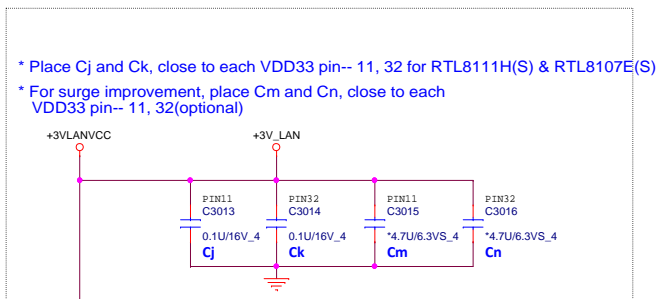 * Place Cj and Ck, close to each VDD33 pin-- 11, 32 for RTL8111H(S) & RTL8107E(S)
* For surge improvement, place Cm and Cn, close to each
VDD33 pin-- 11, 32(optional)
+3VLANVCC +3V_LAN
PIN11 PIN32 PIN11 PIN32
C3013 C3014 C3015 C3016
0.1U/16V_4 0.1U/16V_4 *4.7U/6.3VS_4 *4.7U/6.3VS_4
Cj Ck Cm Cn